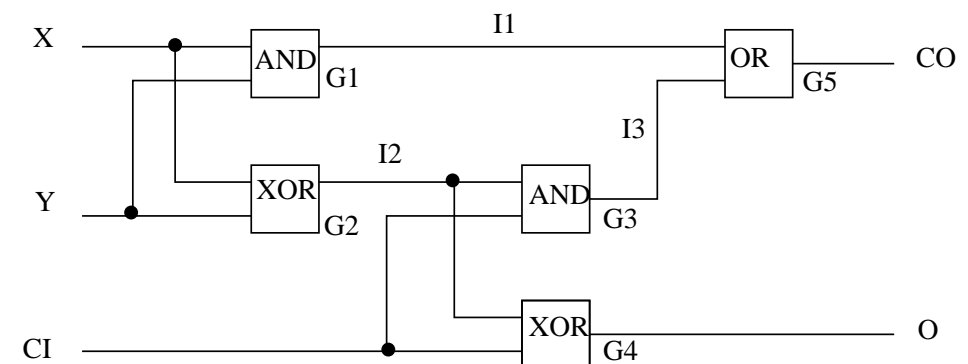 I1
X
AND
OR
CO
G1
G5
I3
I2
Y
XOR
AND
G2
G3
CI
XOR
O
G4